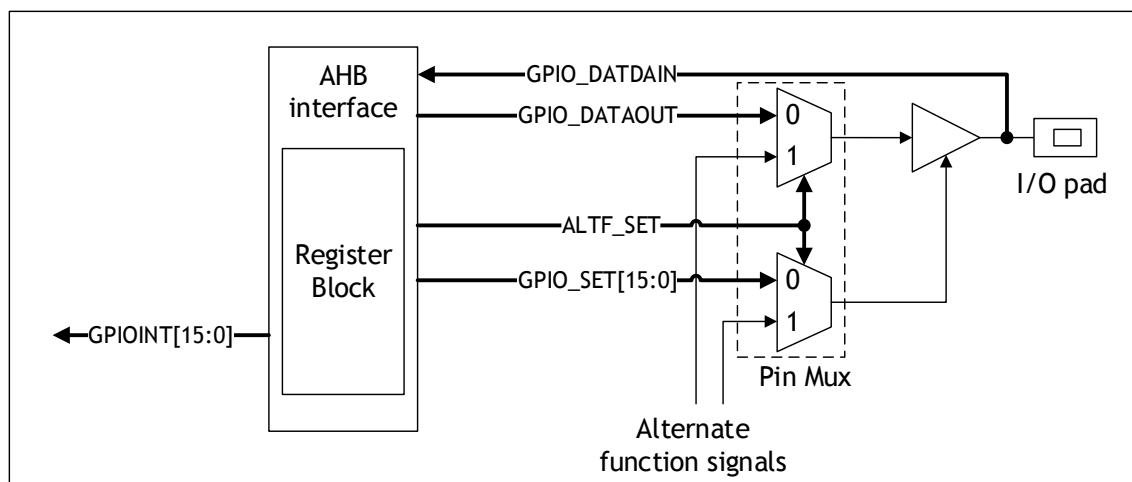 AHB
interface
GPIO_DATDAIN
GPIO_DATAOUT
0
1
I/O pad
ALTF_SET
Register
Block
GPIO_SET[15:0]
0
1
GPIOINT[15:0]
Pin Mux
Alternate
function signals